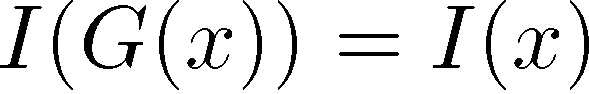 I(G(x)) = I(x)